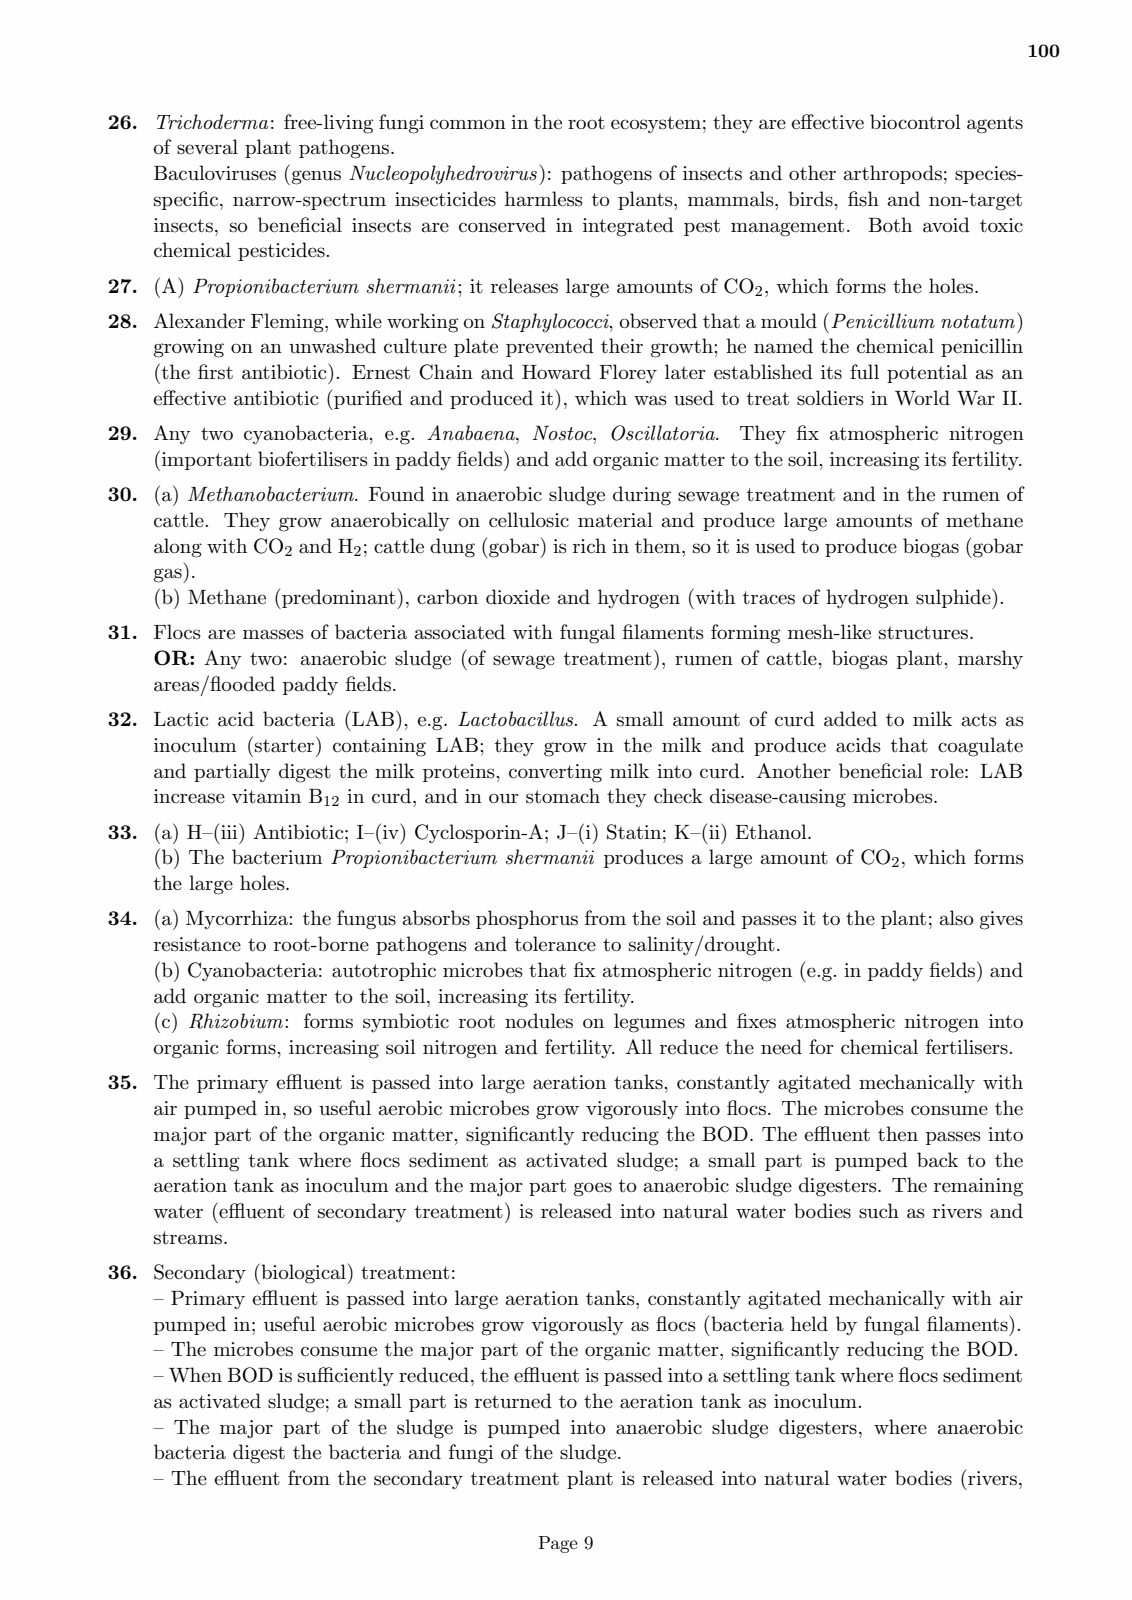 100
26. Trichoderma: free-living fungi common in the root ecosystem; they are effective biocontrol agents
of several plant pathogens.
Baculoviruses (genus Nucleopolyhedrovirus): pathogens of insects and other arthropods; species-
specific, narrow-spectrum insecticides harmless to plants, mammals, birds, fish and non-target
insects, so beneficial insects are conserved in integrated pest management. Both avoid toxic
chemical pesticides.
27. (A) Propionibacterium shermanii; it releases large amounts of CO₂, which forms the holes.
28. Alexander Fleming, while working on Staphylococci, observed that a mould (Penicillium notatum)
growing on an unwashed culture plate prevented their growth; he named the chemical penicillin
(the first antibiotic). Ernest Chain and Howard Florey later established its full potential as an
effective antibiotic (purified and produced it), which was used to treat soldiers in World War II.
29. Any two cyanobacteria, e.g. Anabaena, Nostoc, Oscillatoria. They fix atmospheric nitrogen
(important biofertilisers in paddy fields) and add organic matter to the soil, increasing its fertility.
30. (a) Methanobacterium. Found in anaerobic sludge during sewage treatment and in the rumen of
cattle. They grow anaerobically on cellulosic material and produce large amounts of methane
along with CO₂ and H₂; cattle dung (gobar) is rich in them, so it is used to produce biogas (gobar
gas).
(b) Methane (predominant), carbon dioxide and hydrogen (with traces of hydrogen sulphide).
31. Flocs are masses of bacteria associated with fungal filaments forming mesh-like structures.
OR: Any two: anaerobic sludge (of sewage treatment), rumen of cattle, biogas plant, marshy
areas/flooded paddy fields.
32. Lactic acid bacteria (LAB), e.g. Lactobacillus. A small amount of curd added to milk acts as
inoculum (starter) containing LAB; they grow in the milk and produce acids that coagulate
and partially digest the milk proteins, converting milk into curd. Another beneficial role: LAB
increase vitamin B₁₂ in curd, and in our stomach they check disease-causing microbes.
33. (a) H–(iii) Antibiotic; I–(iv) Cyclosporin-A; J–(i) Statin; K–(ii) Ethanol.
(b) The bacterium Propionibacterium shermanii produces a large amount of CO₂, which forms
the large holes.
34. (a) Mycorrhiza: the fungus absorbs phosphorus from the soil and passes it to the plant; also gives
resistance to root-borne pathogens and tolerance to salinity/drought.
(b) Cyanobacteria: autotrophic microbes that fix atmospheric nitrogen (e.g. in paddy fields) and
add organic matter to the soil, increasing its fertility.
(c) Rhizobium: forms symbiotic root nodules on legumes and fixes atmospheric nitrogen into
organic forms, increasing soil nitrogen and fertility. All reduce the need for chemical fertilisers.
35. The primary effluent is passed into large aeration tanks, constantly agitated mechanically with
air pumped in, so useful aerobic microbes grow vigorously into flocs. The microbes consume the
major part of the organic matter, significantly reducing the BOD. The effluent then passes into
a settling tank where flocs sediment as activated sludge; a small part is pumped back to the
aeration tank as inoculum and the major part goes to anaerobic sludge digesters. The remaining
water (effluent of secondary treatment) is released into natural water bodies such as rivers and
streams.
36. Secondary (biological) treatment:
– Primary effluent is passed into large aeration tanks, constantly agitated mechanically with air
pumped in; useful aerobic microbes grow vigorously as flocs (bacteria held by fungal filaments).
– The microbes consume the major part of the organic matter, significantly reducing the BOD.
– When BOD is sufficiently reduced, the effluent is passed into a settling tank where flocs sediment
as activated sludge; a small part is returned to the aeration tank as inoculum.
– The major part of the sludge is pumped into anaerobic sludge digesters, where anaerobic
bacteria digest the bacteria and fungi of the sludge.
– The effluent from the secondary treatment plant is released into natural water bodies (rivers,
Page 9